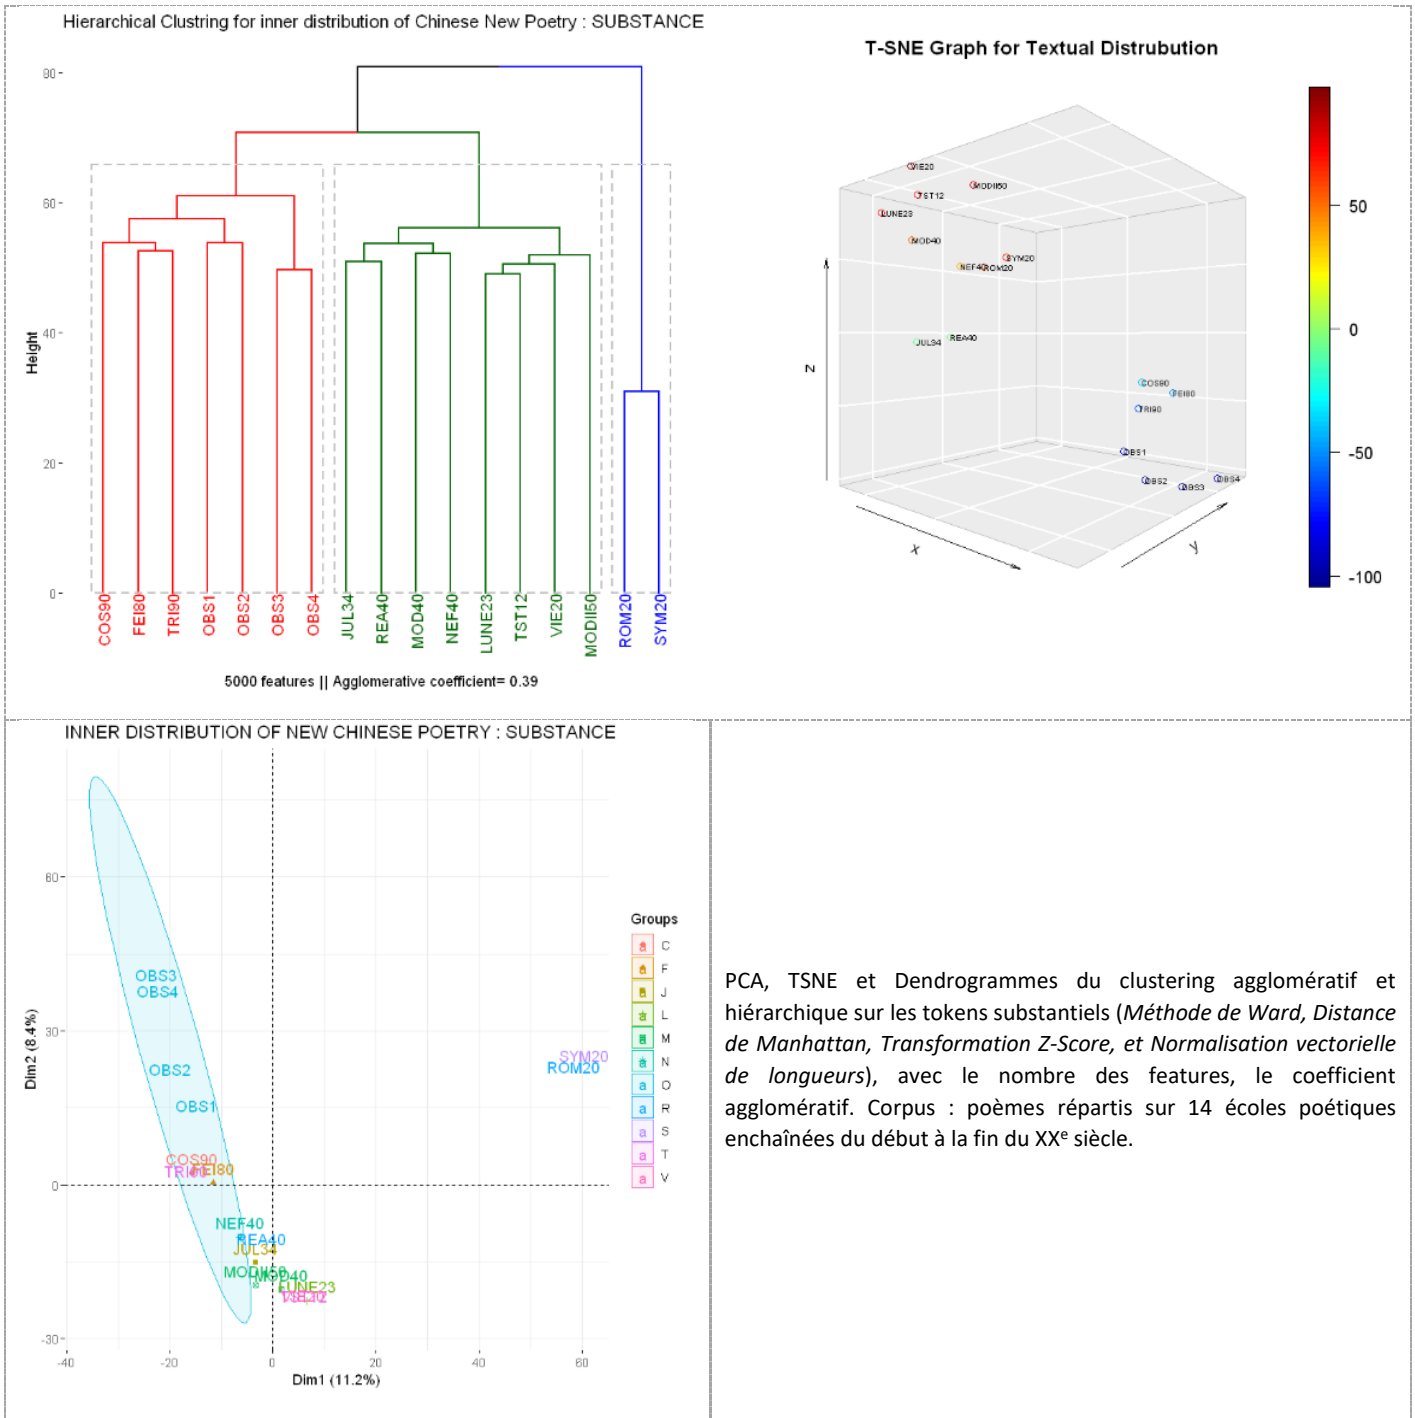 Hierarchical Clustring for inner distribution of Chinese New Poetry : SUBSTANCE
80
60
40
20
0
Height
COS90
FEI80
TRI90
OBS1
OBS2
OBS3
OBS4
JUL34
REA40
MOD40
NEF40
LUNE23
TST12
VIE20
MODII50
ROM20
SYM20
5000 features || Agglomerative coefficient= 0.39
T-SNE Graph for Textual Distrubution
VIE20
MODII50
TST12
LUNE23
MOD40
SYM20
NEF40
ROM20
REA40
JUL34
COS90
FEI80
TRI90
OBS1
OBS2
OBS3
OBS4
z
x
y
50
0
-50
-100
INNER DISTRIBUTION OF NEW CHINESE POETRY : SUBSTANCE
60
30
0
-30
Dim2 (8.4%)
OBS3
OBS4
SYM20
ROM20
OBS2
OBS1
COS90
TRI90
FEI80
NEF40
REA40
JUL34
MODII50
MOD40
LUNE23
-40
-20
0
20
40
60
Dim1 (11.2%)
Groups
a C
a F
a J
a L
a M
a N
a O
a R
a S
a T
a V
PCA, TSNE et Dendrogrammes du clustering agglomératif et
hiérarchique sur les tokens substantiels (Méthode de Ward, Distance
de Manhattan, Transformation Z-Score, et Normalisation vectorielle
de longueurs), avec le nombre des features, le coefficient
agglomératif. Corpus : poèmes répartis sur 14 écoles poétiques
enchaînées du début à la fin du XXe siècle.